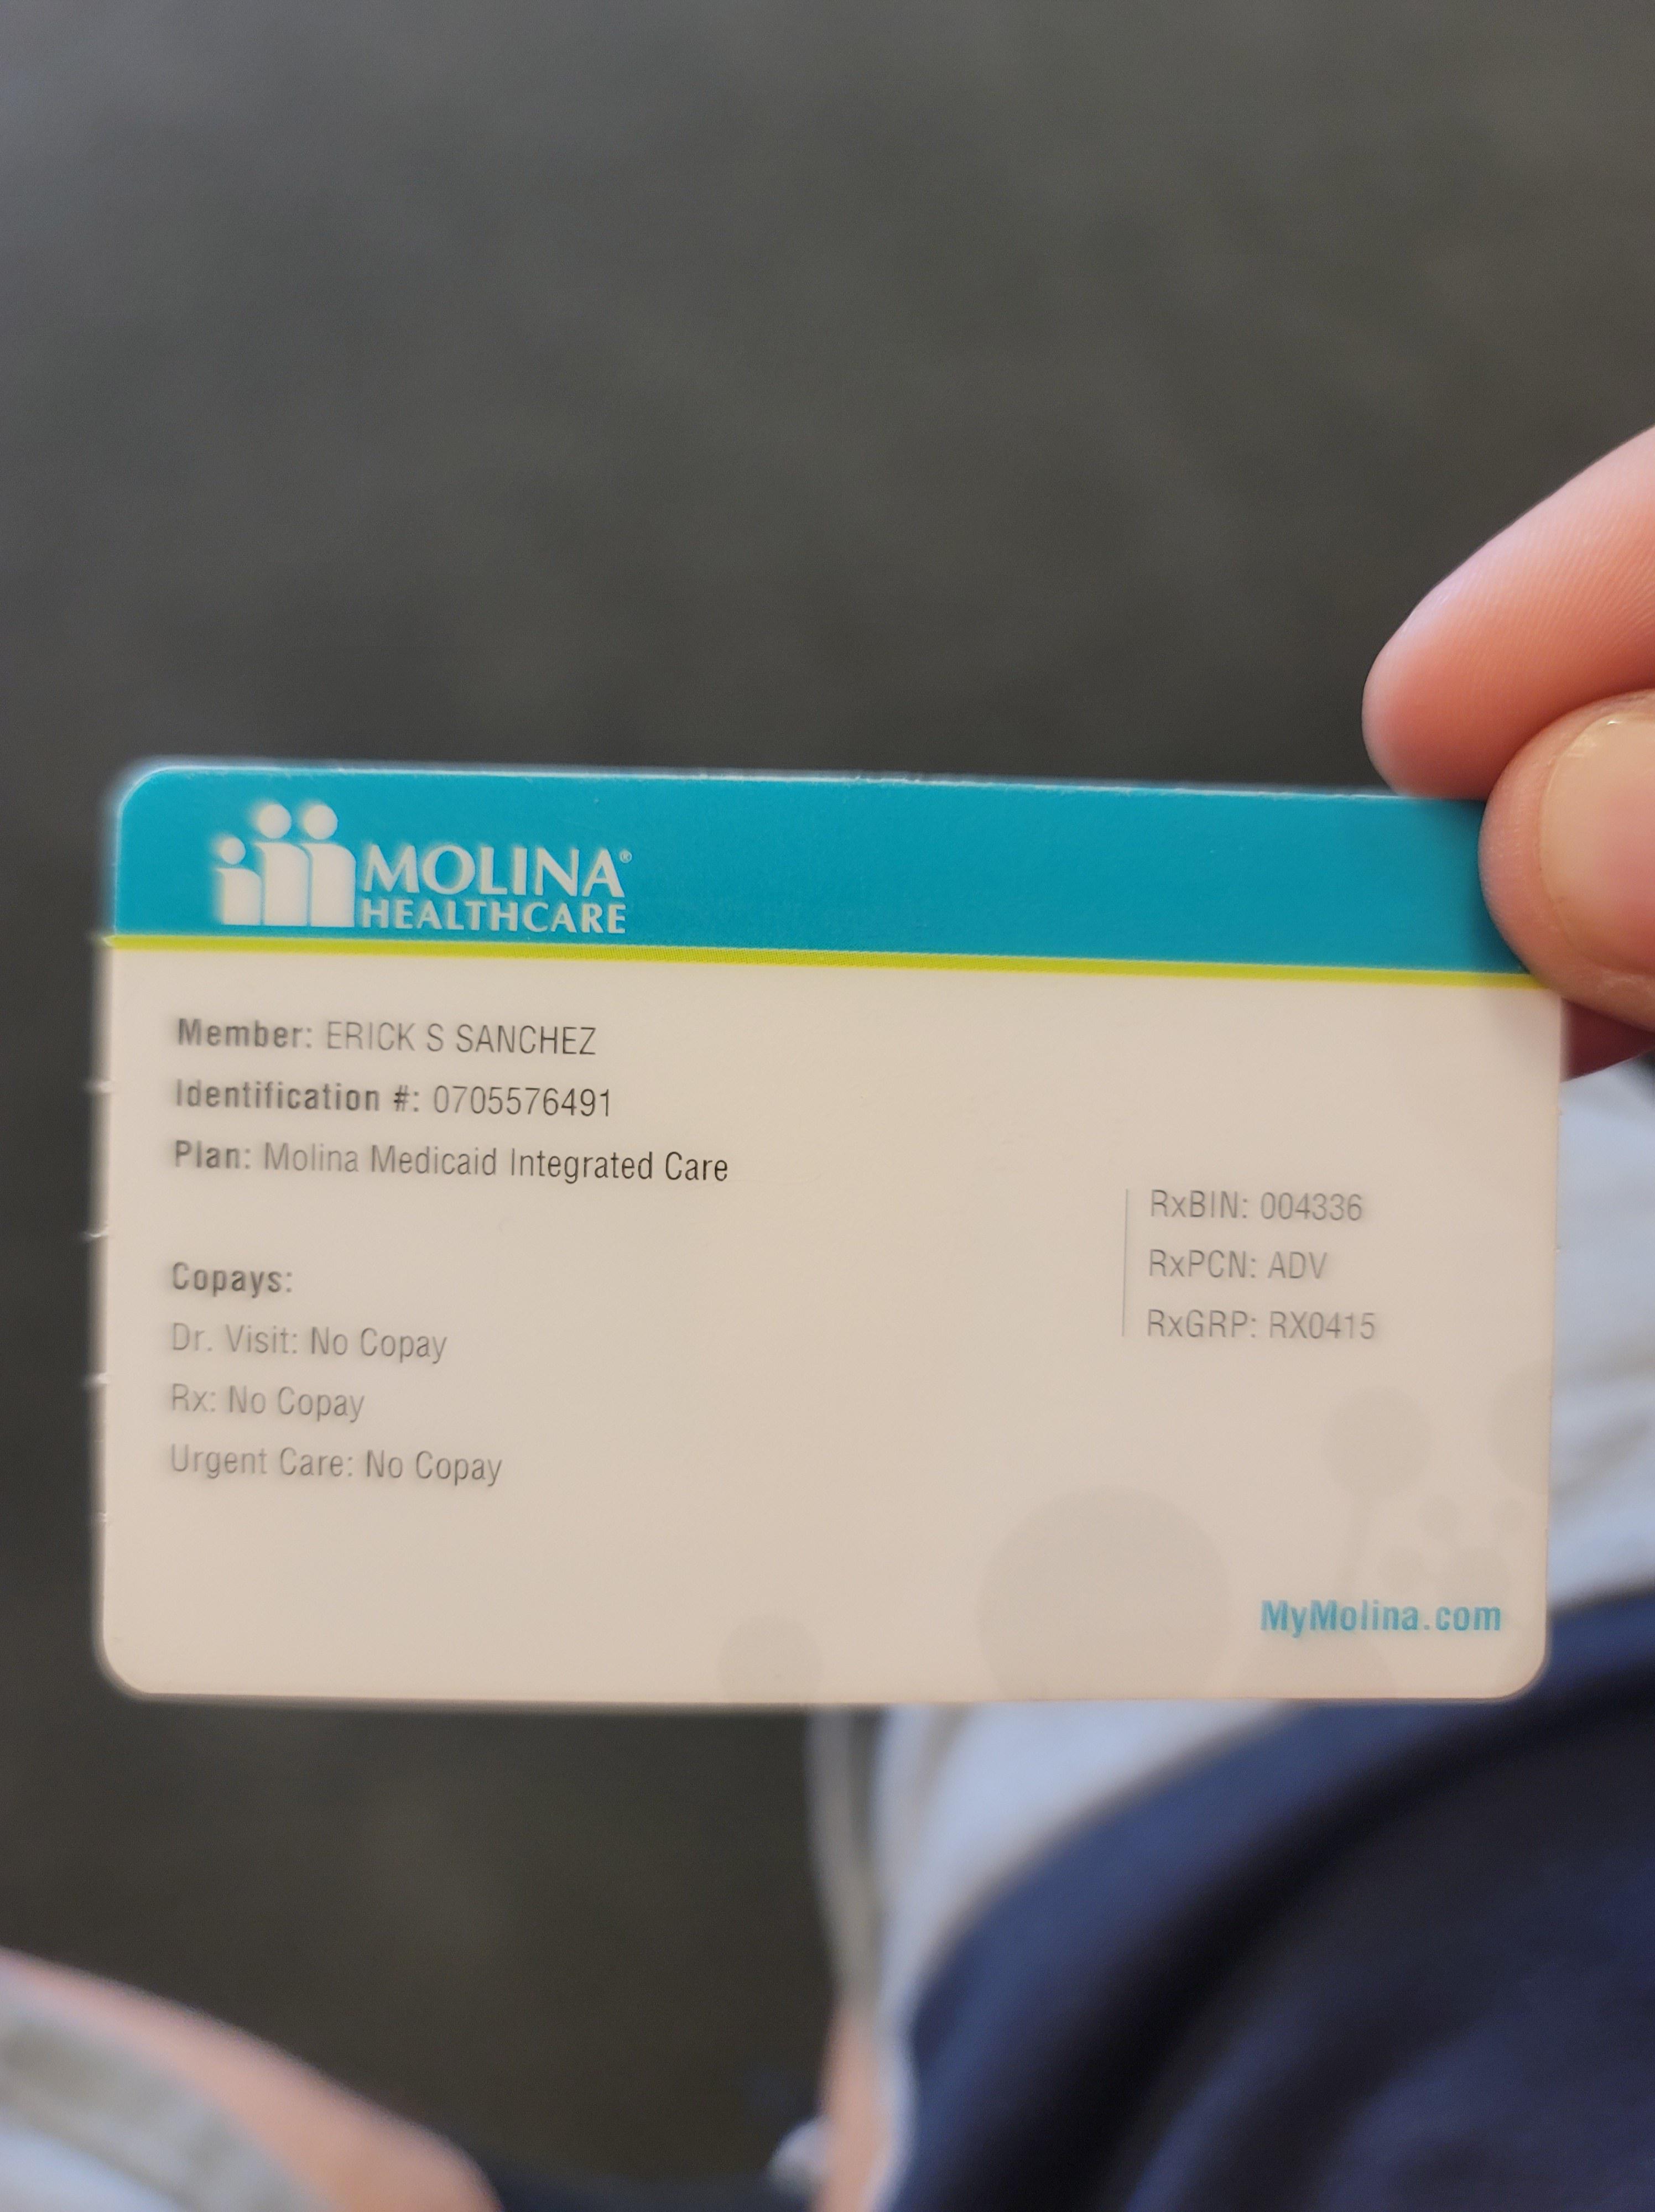 MOLINA®
HEALTHCARE
Member: ERICK S SANCHEZ
Identification #: 0705576491
Plan: Molina Medicaid Integrated Care
RxBIN: 004336
RxPCN: ADV
RxGRP: RX0415
Copays:
Dr. Visit: No Copay
Rx: No Copay
Urgent Care: No Copay
MyMolina.com